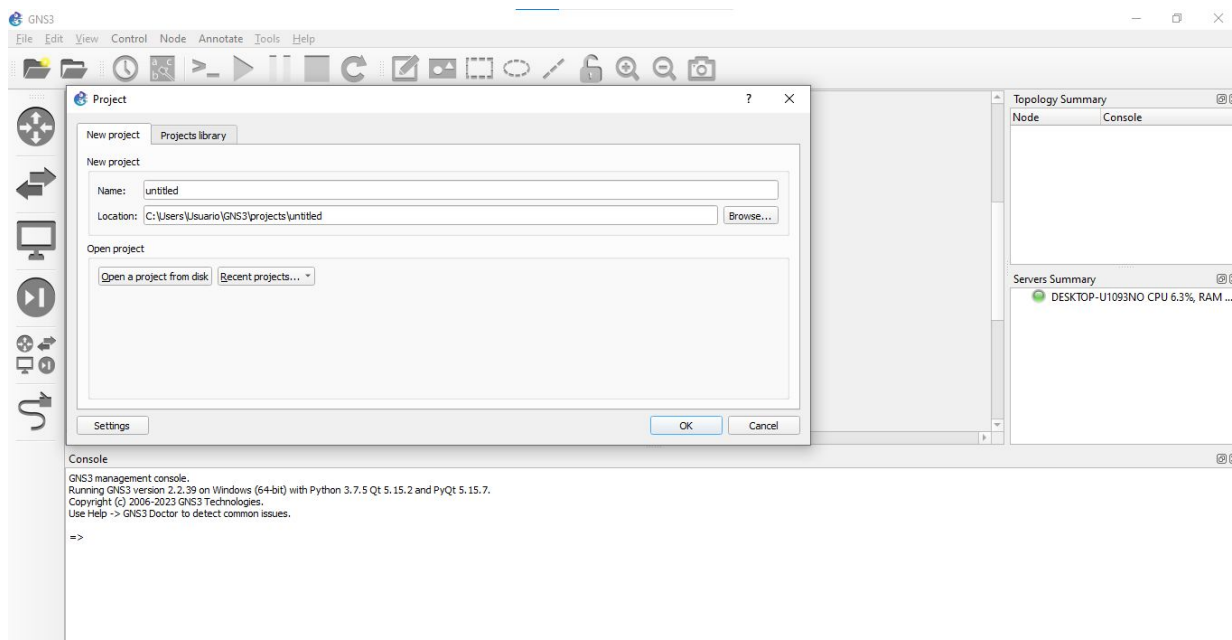 GNS3
File Edit View Control Node Annotate Tools Help
Project
New project Projects library
New project
Name: untitled
Location: C:\Users\Usuario\GNS3\projects\untitled Browse...
Open project
Open a project from disk Recent projects...
Settings OK Cancel
Topology Summary
Node Console
Servers Summary
DESKTOP-U1093NO CPU 6.3%, RAM ...
Console
GNS3 management console.
Running GNS3 version 2.2.39 on Windows (64-bit) with Python 3.7.5 Qt 5.15.2 and PyQt 5.15.7.
Copyright (c) 2006-2023 GNS3 Technologies.
Use Help -> GNS3 Doctor to detect common issues.
=>